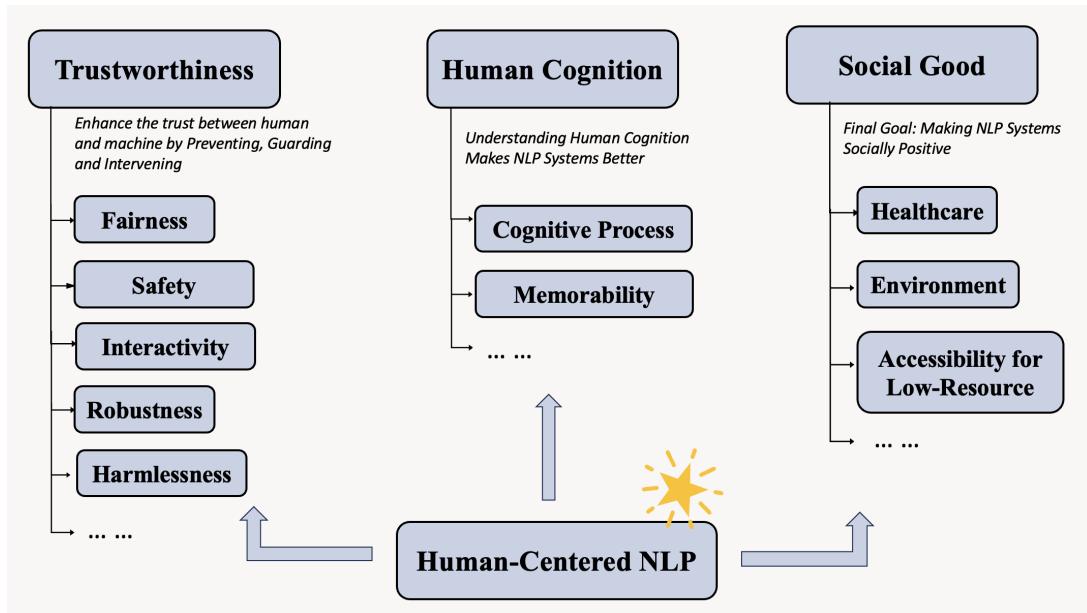 Trustworthiness
Enhance the trust between human
and machine by Preventing, Guarding
and Intervening
Fairness
Safety
Interactivity
Robustness
Harmlessness
... ...
Human Cognition
Understanding Human Cognition
Makes NLP Systems Better
Cognitive Process
Memorability
... ...
Social Good
Final Goal: Making NLP Systems
Socially Positive
Healthcare
Environment
Accessibility for
Low-Resource
... ...
Human-Centered NLP